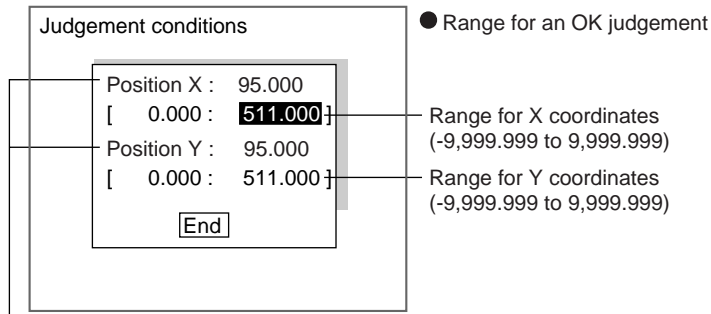 Judgement conditions
● Range for an OK judgement
Position X : 95.000
[ 0.000 : 511.000 ]
Range for X coordinates
(-9,999.999 to 9,999.999)
Position Y : 95.000
[ 0.000 : 511.000 ]
Range for Y coordinates
(-9,999.999 to 9,999.999)
End